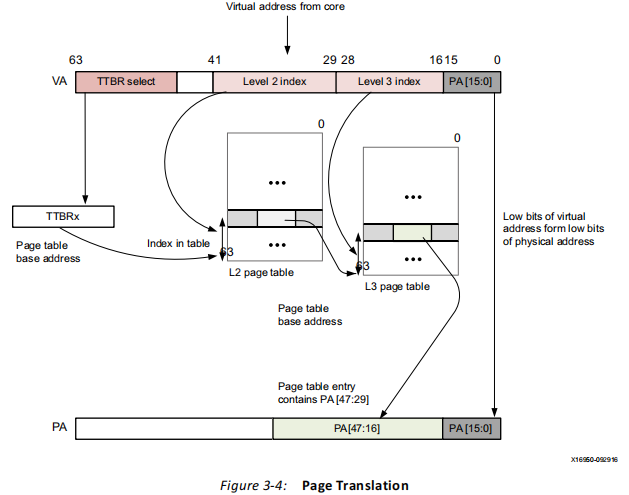 Virtual address from core
63 41 29 28 16 15 0
VA TTBR select Level 2 index Level 3 index PA [15:0]
0
0
...
...
TTBRx
Low bits of virtual
address form low bits
of physical address
Page table
base address
Index in table
...
...
63
63
L2 page table
L3 page table
Page table
base address
Page table entry
contains PA [47:29]
PA PA[47:16] PA [15:0]
X16950-092916
Figure 3-4: Page Translation